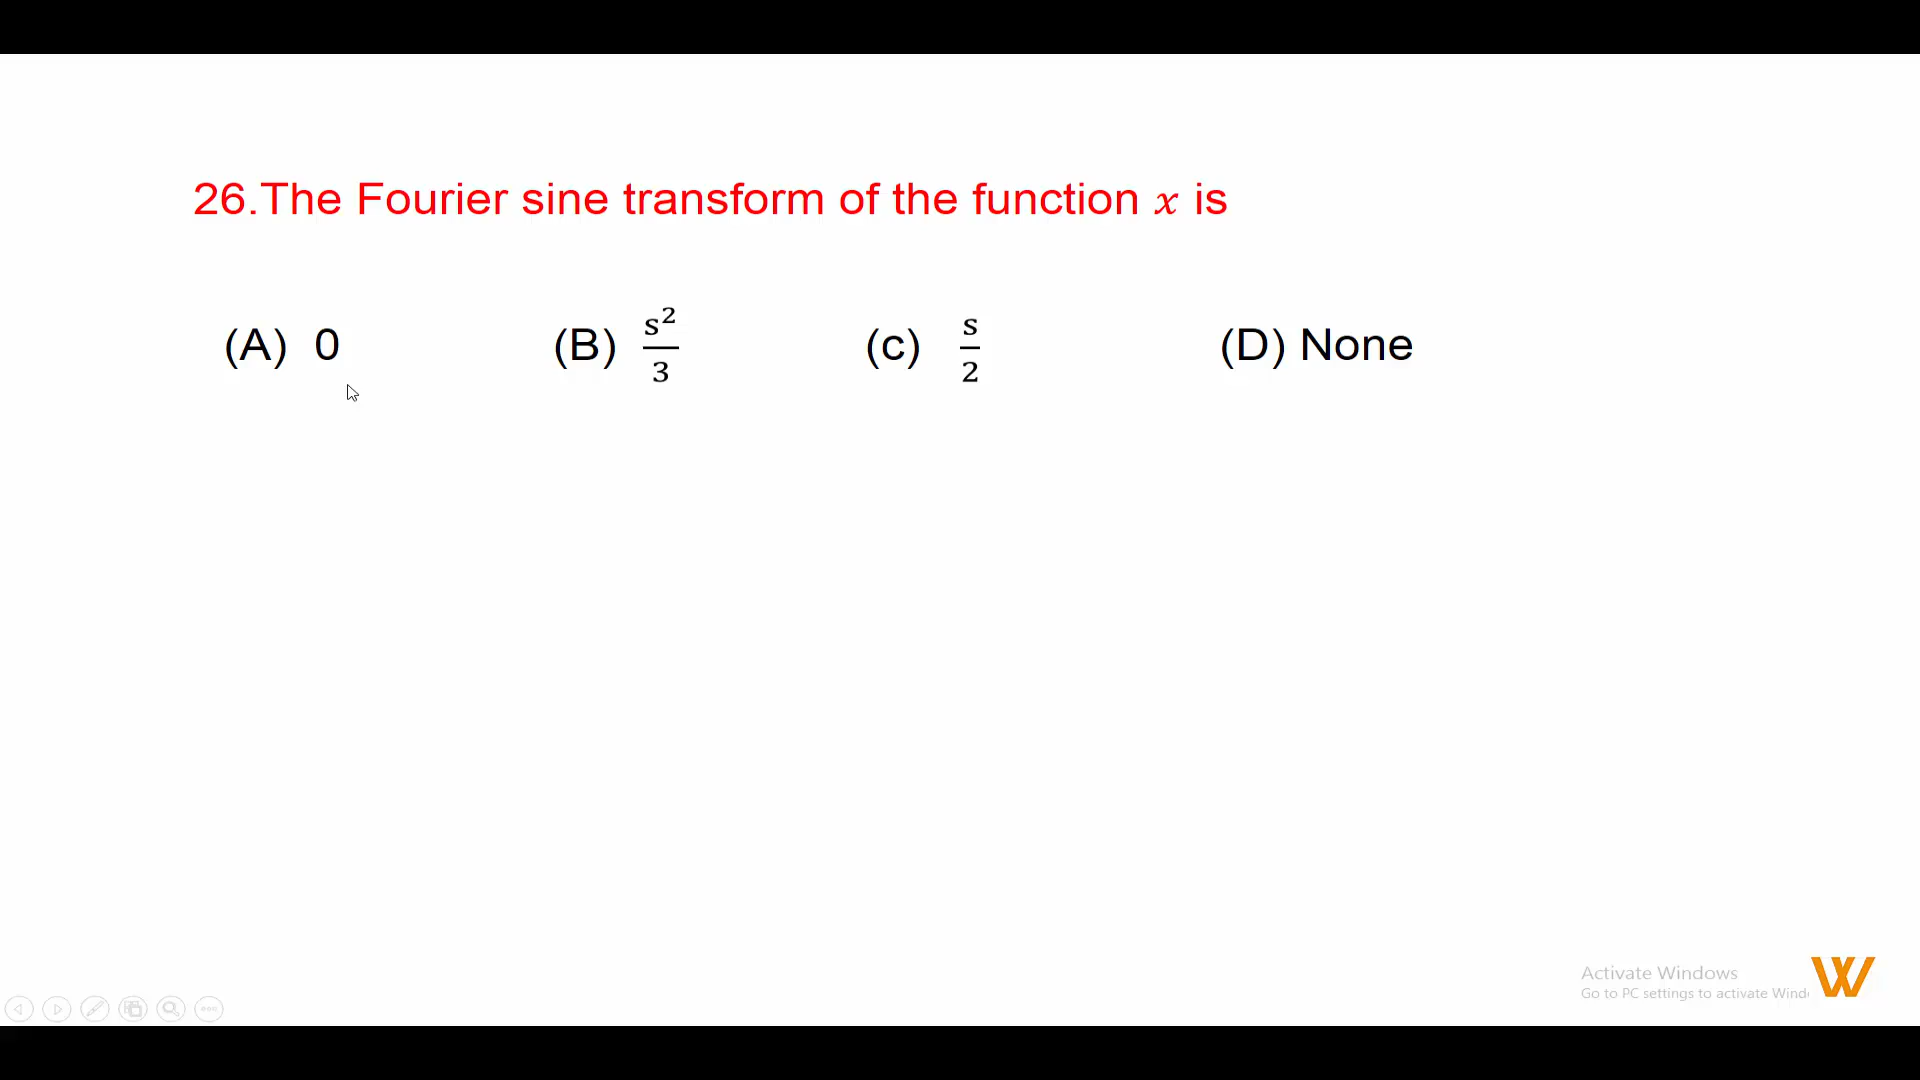 26.The Fourier sine transform of the function x is
(A) 0 (B) s²/3 (c) s/2 (D) None
Activate Windows
Go to PC settings to activate Wind